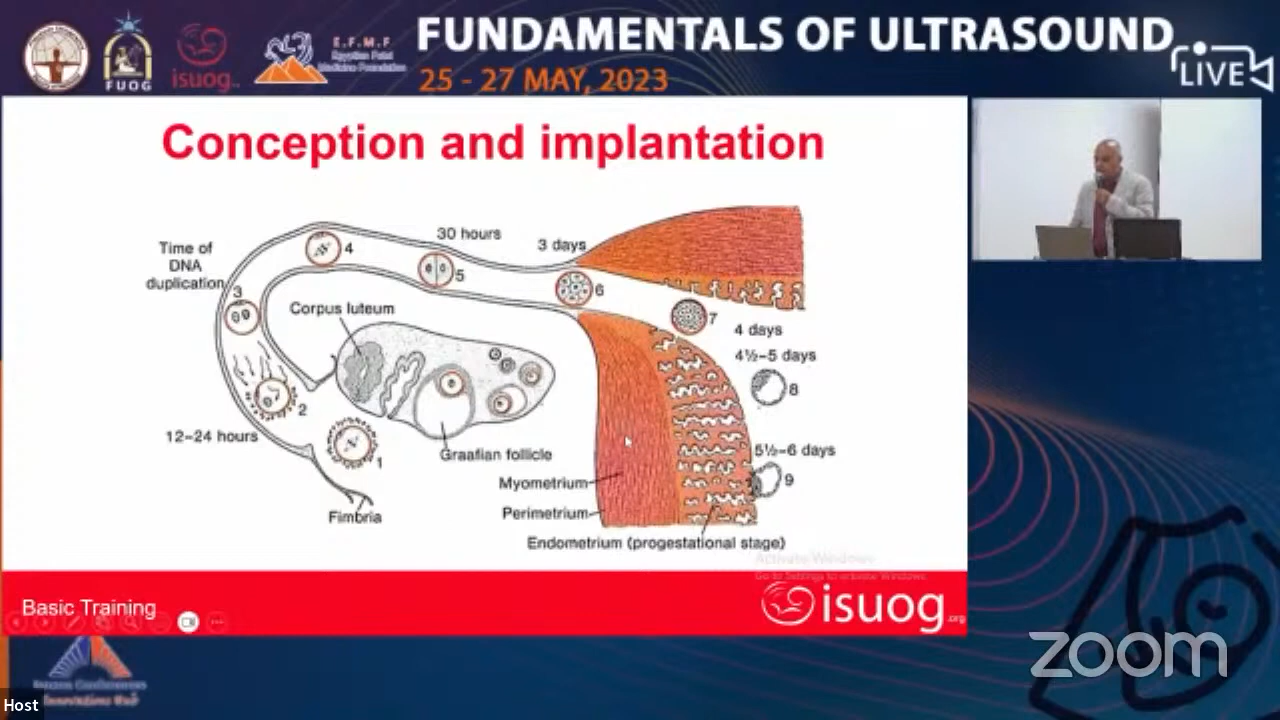 FUNDAMENTALS OF ULTRASOUND
25 - 27 MAY, 2023
LIVE
FUOG
isuog
E.F.M.F
Egyptian Fetal
Medicine Foundation
Conception and implantation
Time of
DNA
duplication
30 hours
3 days
4
5
6
3
7
4 days
4½–5 days
8
Corpus luteum
2
12–24 hours
1
Graafian follicle
5½–6 days
9
Myometrium
Perimetrium
Fimbria
Endometrium (progestational stage)
Activate Windows
Go to Settings to activate Windows.
Basic Training
isuog.org
zoom
Host